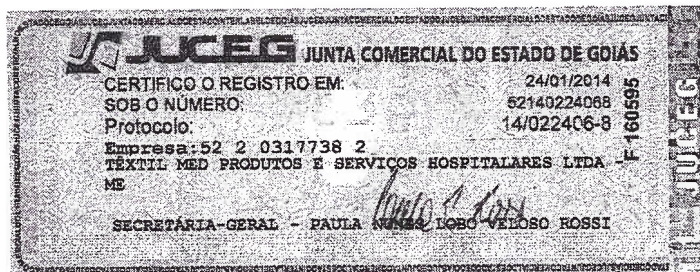 JUCEG JUNTA COMERCIAL DO ESTADO DE GOIÁS
CERTIFICO O REGISTRO EM: 24/01/2014
SOB O NÚMERO: 52140224068
Protocolo: 14/022406-8
Empresa:52 2 0317738 2
TÊXTIL MED PRODUTOS E SERVIÇOS HOSPITALARES LTDA -
ME
SECRETÁRIA-GERAL - PAULA NUNES LOBO VELOSO ROSSI
F-160595
JUCEG